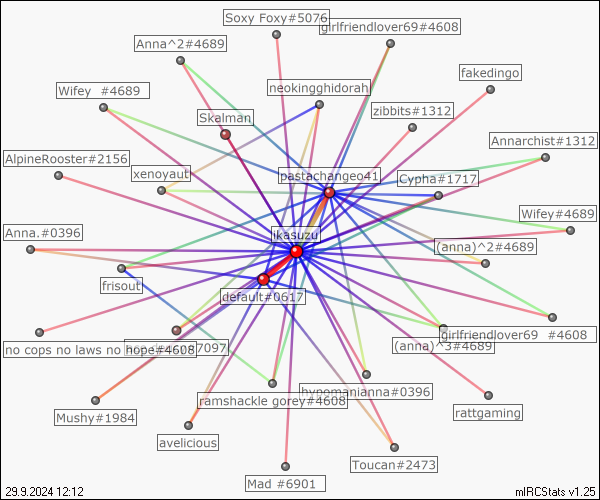 Soxy Foxy#5076
girlfriendlover69#4608
Anna^2#4689
fakedingo
Wifey  #4689
neokingghidorah
zibbits#1312
Skalman
Annarchist#1312
AlpineRooster#2156
xenoyaut
pastachangeo41
Cypha#1717
Wifey#4689
Anna.#0396
ikasuzu
(anna)^2#4689
frisout
default#0617
girlfriendlover69  #4608
no cops no laws no hope#4608
7097
(anna)^3#4689
hypomanianna#0396
ramshackle gorey#4608
rattgaming
Mushy#1984
avelicious
Toucan#2473
Mad #6901
29.9.2024 12:12
mIRCStats v1.25